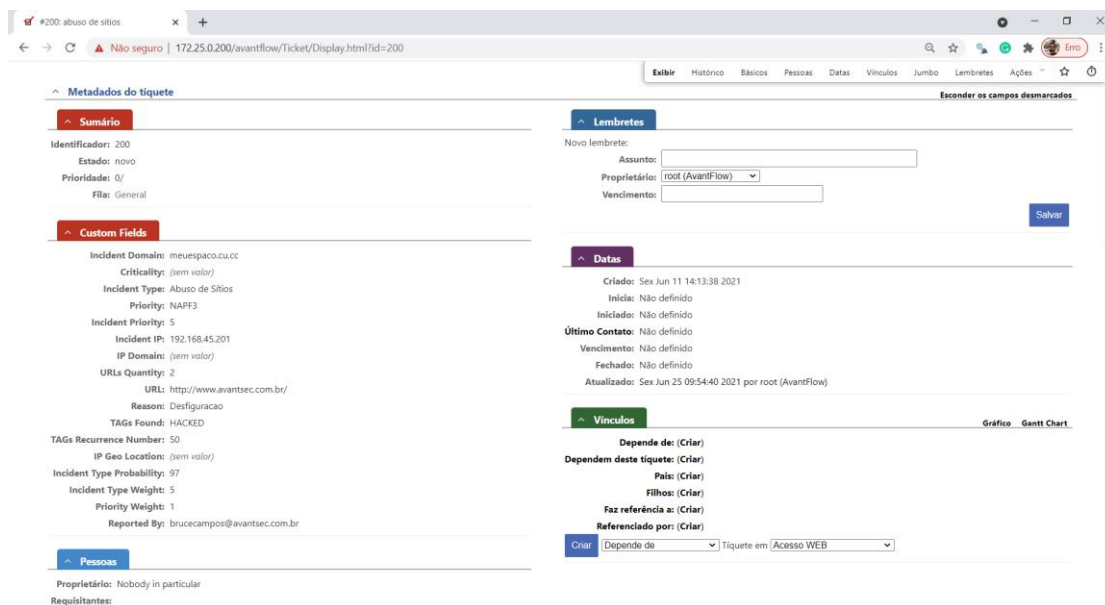 #200: abuso de sitios
Não seguro | 172.25.0.200/avantflow/Ticket/Display.html?id=200
Erro
Exibir Histórico Básicos Pessoas Datas Vínculos Jumbo Lembretes Ações
Metadados do tíquete
Esconder os campos desmarcados
Sumário
Identificador: 200
Estado: novo
Prioridade: 0/
Fila: General
Custom Fields
Incident Domain: meuespaco.cu.cc
Criticality: (sem valor)
Incident Type: Abuso de Sítios
Priority: NAPF3
Incident Priority: 5
Incident IP: 192.168.45.201
IP Domain: (sem valor)
URLs Quantity: 2
URL: http://www.avantsec.com.br/
Reason: Desfiguracao
TAGs Found: HACKED
TAGs Recurrence Number: 50
IP Geo Location: (sem valor)
Incident Type Probability: 97
Incident Type Weight: 5
Priority Weight: 1
Reported By: brucecampos@avantsec.com.br
Pessoas
Proprietário: Nobody in particular
Requisitantes:
Lembretes
Novo lembrete:
Assunto:
Proprietário: root (AvantFlow)
Vencimento:
Salvar
Datas
Criado: Sex Jun 11 14:13:38 2021
Inicia: Não definido
Iniciado: Não definido
Último Contato: Não definido
Vencimento: Não definido
Fechado: Não definido
Atualizado: Sex Jun 25 09:54:40 2021 por root (AvantFlow)
Vínculos
Gráfico Gantt Chart
Depende de: (Criar)
Dependem deste tíquete: (Criar)
Pais: (Criar)
Filhos: (Criar)
Faz referência a: (Criar)
Referenciado por: (Criar)
Criar Depende de Tíquete em Acesso WEB